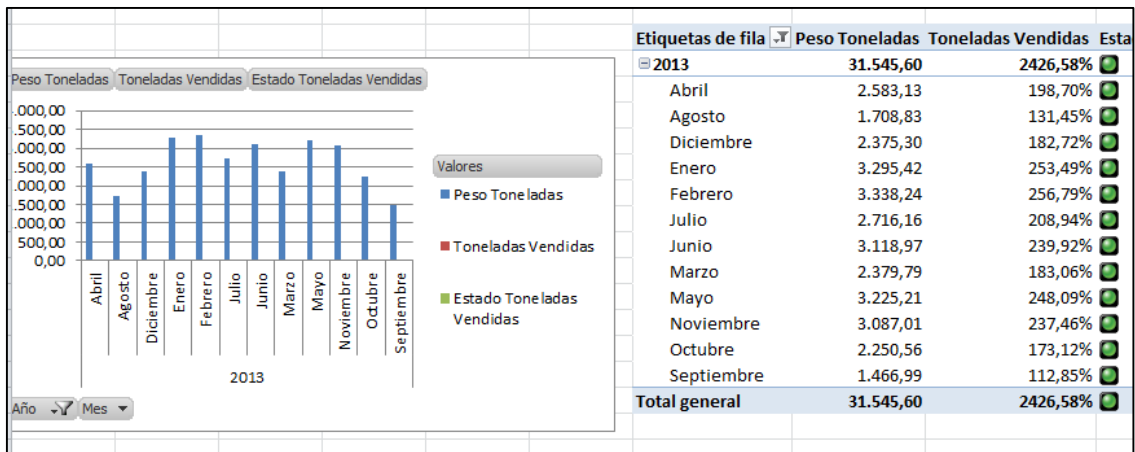 Peso Toneladas Toneladas Vendidas Estado Toneladas Vendidas
.000,00
.500,00
.000,00
.500,00
.000,00
.500,00
.000,00
500,00
0,00
Abril Agosto Diciembre Enero Febrero Julio Junio Marzo Mayo Noviembre Octubre Septiembre
2013
Valores
Peso Toneladas
Toneladas Vendidas
Estado Toneladas
Vendidas
Año Mes
Etiquetas de fila Peso Toneladas Toneladas Vendidas Esta
2013 31.545,60 2426,58%
Abril 2.583,13 198,70%
Agosto 1.708,83 131,45%
Diciembre 2.375,30 182,72%
Enero 3.295,42 253,49%
Febrero 3.338,24 256,79%
Julio 2.716,16 208,94%
Junio 3.118,97 239,92%
Marzo 2.379,79 183,06%
Mayo 3.225,21 248,09%
Noviembre 3.087,01 237,46%
Octubre 2.250,56 173,12%
Septiembre 1.466,99 112,85%
Total general 31.545,60 2426,58%